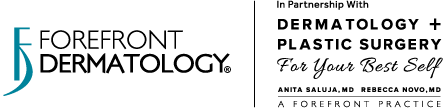 FOREFRONT
DERMATOLOGY®
In Partnership With
DERMATOLOGY +
PLASTIC SURGERY
For Your Best Self
ANITA SALUJA, MD REBECCA NOVO, MD
A FOREFRONT PRACTICE